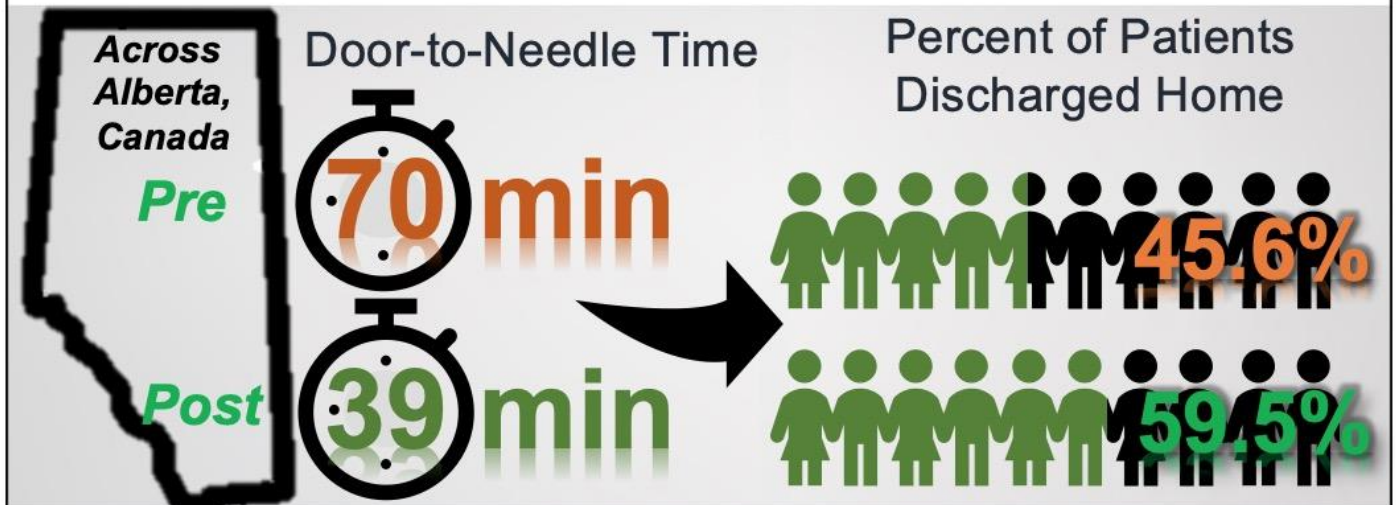 Across
Alberta,
Canada
Door-to-Needle Time
Percent of Patients
Discharged Home
Pre
70 min
45.6%
Post
39 min
59.5%